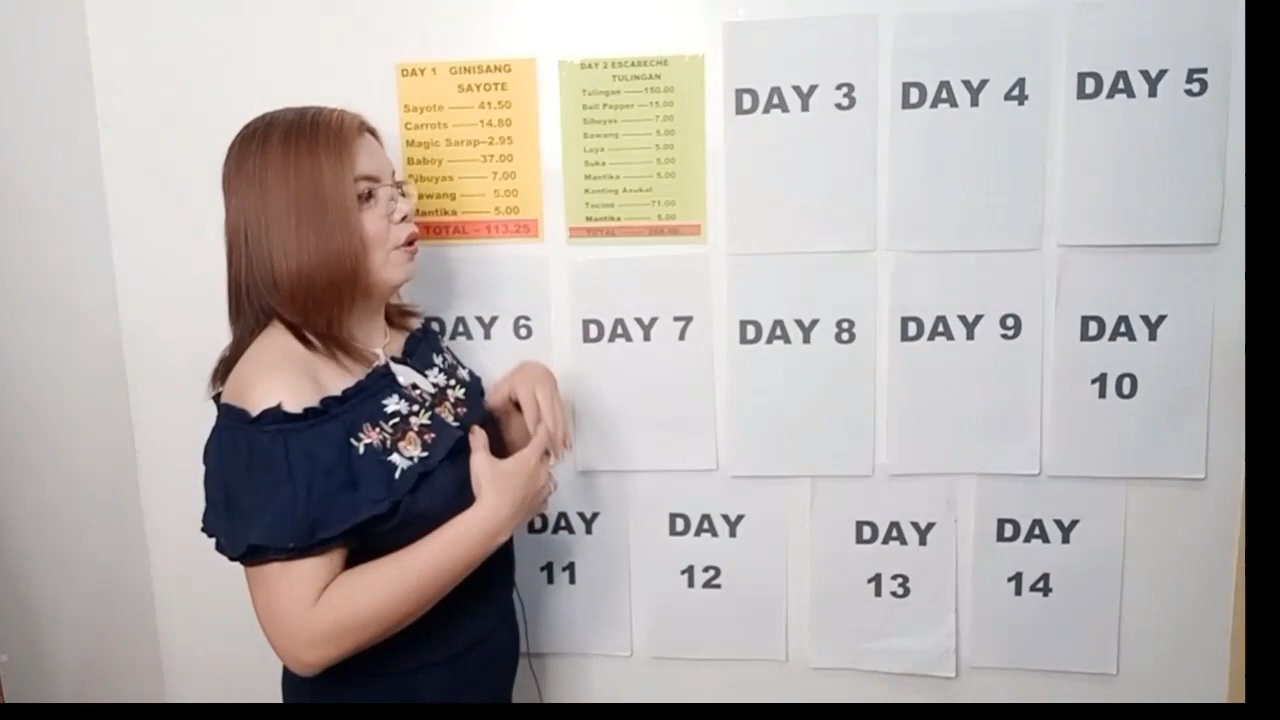 DAY 1 GINISANG
SAYOTE
Sayote —— 41.50
Carrots ——14.80
Magic Sarap–2.95
Baboy ——37.00
Sibuyas —— 7.00
awang —— 5.00
Mantika —— 5.00
TOTAL – 113.25
DAY 2 ESCABECHE
TULINGAN
Tulingan ——150.00
Bell Pepper —15.00
Sibuyas ——7.00
Bawang —— 5.00
Luya —— 5.00
Suka —— 5.00
Mantika —— 5.00
Konting Asukal
Tocino ——71.00
Mantika —— 5.00
TOTAL ——
DAY 3
DAY 4
DAY 5
DAY 6
DAY 7
DAY 8
DAY 9
DAY
10
DAY
11
DAY
12
DAY
13
DAY
14